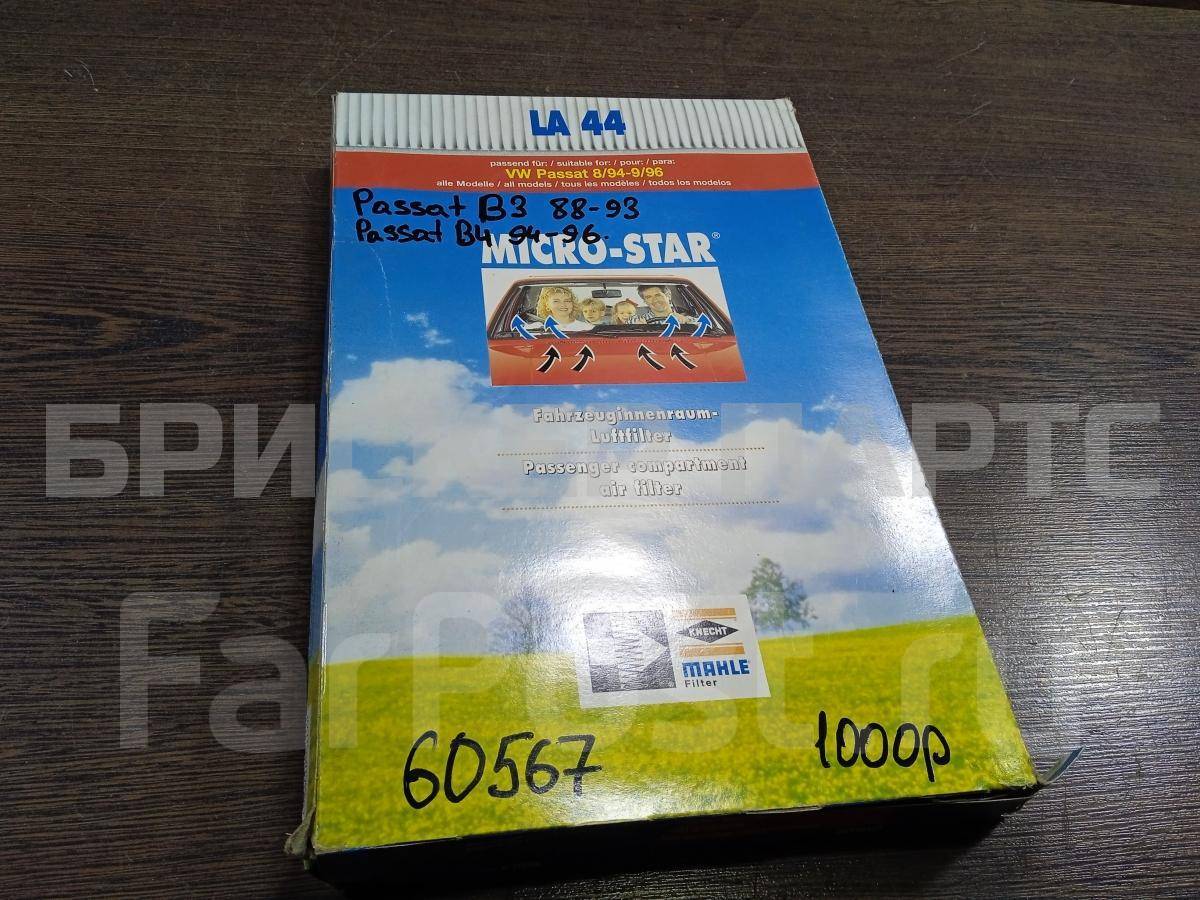 LA 44
passend für: / suitable for: / pour: / para:
VW Passat 8/94-9/96
alle Modelle / all models / tous les modèles / todos los modelos
Passat B3 88-93
Passat B4 94-96.
MICRO-STAR®
Fahrzeuginnenraum-
Luftfilter
Passenger compartment
air filter
KNECHT
MAHLE
Filter
60567
1000р
FarPost.ru